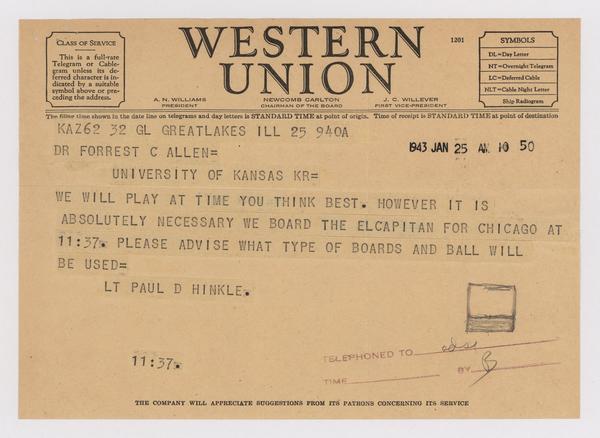 CLASS OF SERVICE
This is a full-rate
Telegram or Cable-
gram unless its de-
ferred character is in-
dicated by a suitable
symbol above or pre-
ceding the address.
WESTERN
UNION
1201
A. N. WILLIAMS
PRESIDENT
NEWCOMB CARLTON
CHAIRMAN OF THE BOARD
J. C. WILLEVER
FIRST VICE-PRESIDENT
SYMBOLS
DL=Day Letter
NT=Overnight Telegram
LC=Deferred Cable
NLT=Cable Night Letter
Ship Radiogram
The filing time shown in the date line on telegrams and day letters is STANDARD TIME at point of origin. Time of receipt is STANDARD TIME at point of destination
KAZ62 32 GL GREATLAKES ILL 25 940A
DR FORREST C ALLEN=
1943 JAN 25 AM 10 50
UNIVERSITY OF KANSAS KR=
WE WILL PLAY AT TIME YOU THINK BEST. HOWEVER IT IS
ABSOLUTELY NECESSARY WE BOARD THE ELCAPITAN FOR CHICAGO AT
11:37. PLEASE ADVISE WHAT TYPE OF BOARDS AND BALL WILL
BE USED=
LT PAUL D HINKLE.
11:37.
TELEPHONED TO
TIME BY B
THE COMPANY WILL APPRECIATE SUGGESTIONS FROM ITS PATRONS CONCERNING ITS SERVICE